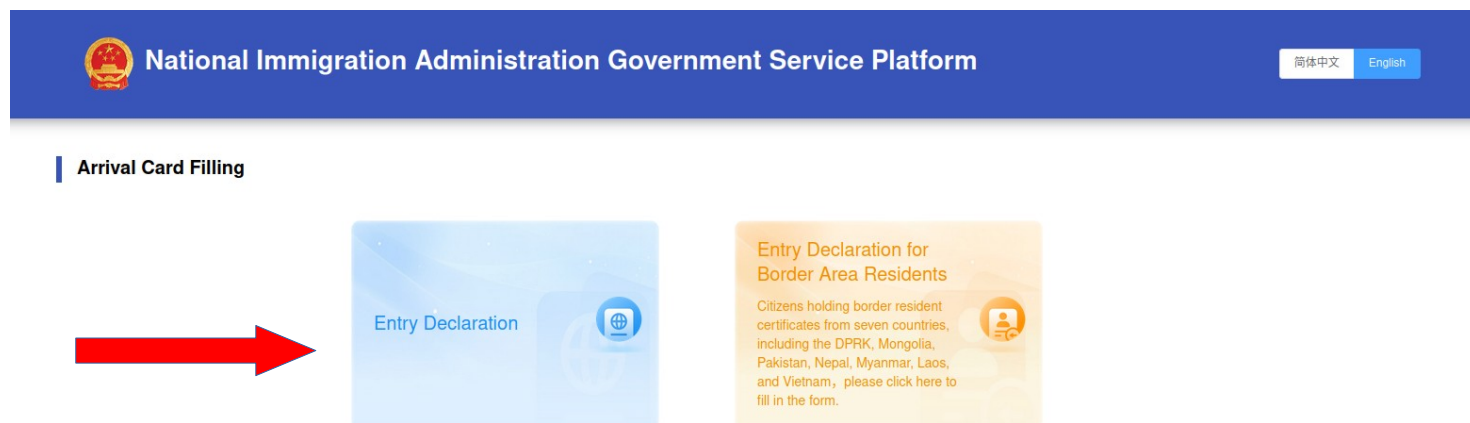 National Immigration Administration Government Service Platform
简体中文 English
Arrival Card Filling
Entry Declaration
Entry Declaration for
Border Area Residents
Citizens holding border resident
certificates from seven countries,
including the DPRK, Mongolia,
Pakistan, Nepal, Myanmar, Laos,
and Vietnam，please click here to
fill in the form.